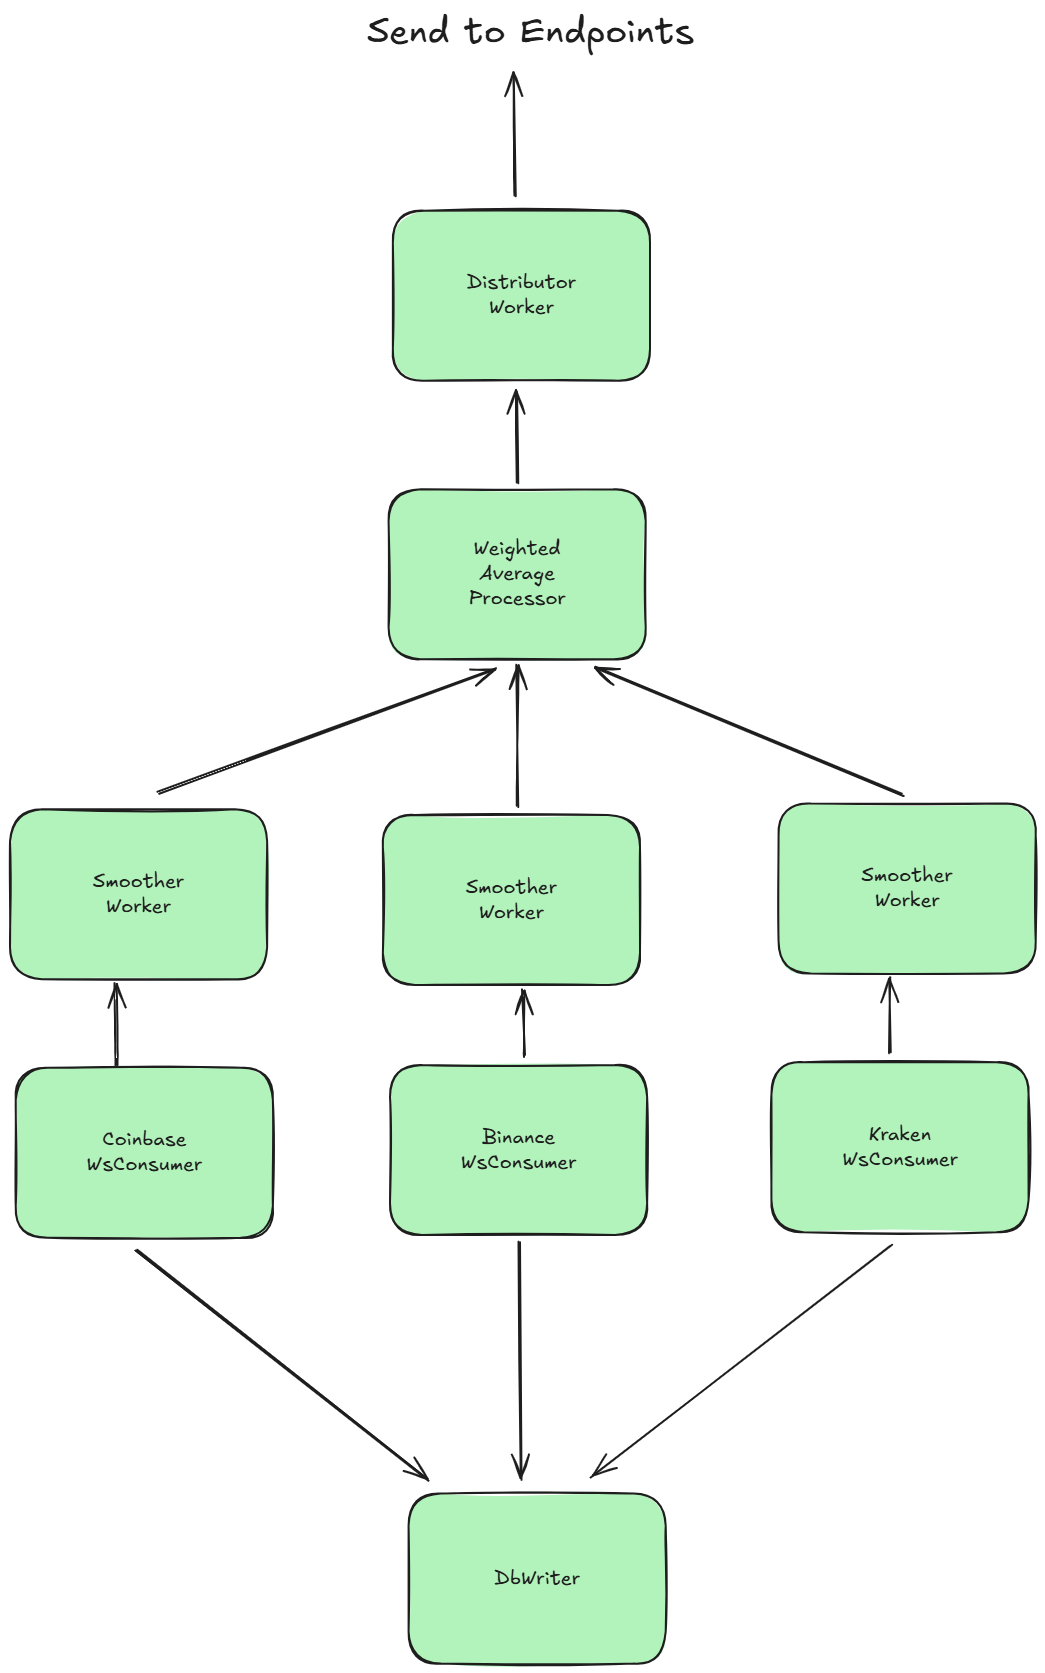 Send to Endpoints
Distributor
Worker
Weighted
Average
Processor
Smoother
Worker
Smoother
Worker
Smoother
Worker
Coinbase
WsConsumer
Binance
WsConsumer
Kraken
WsConsumer
DbWriter